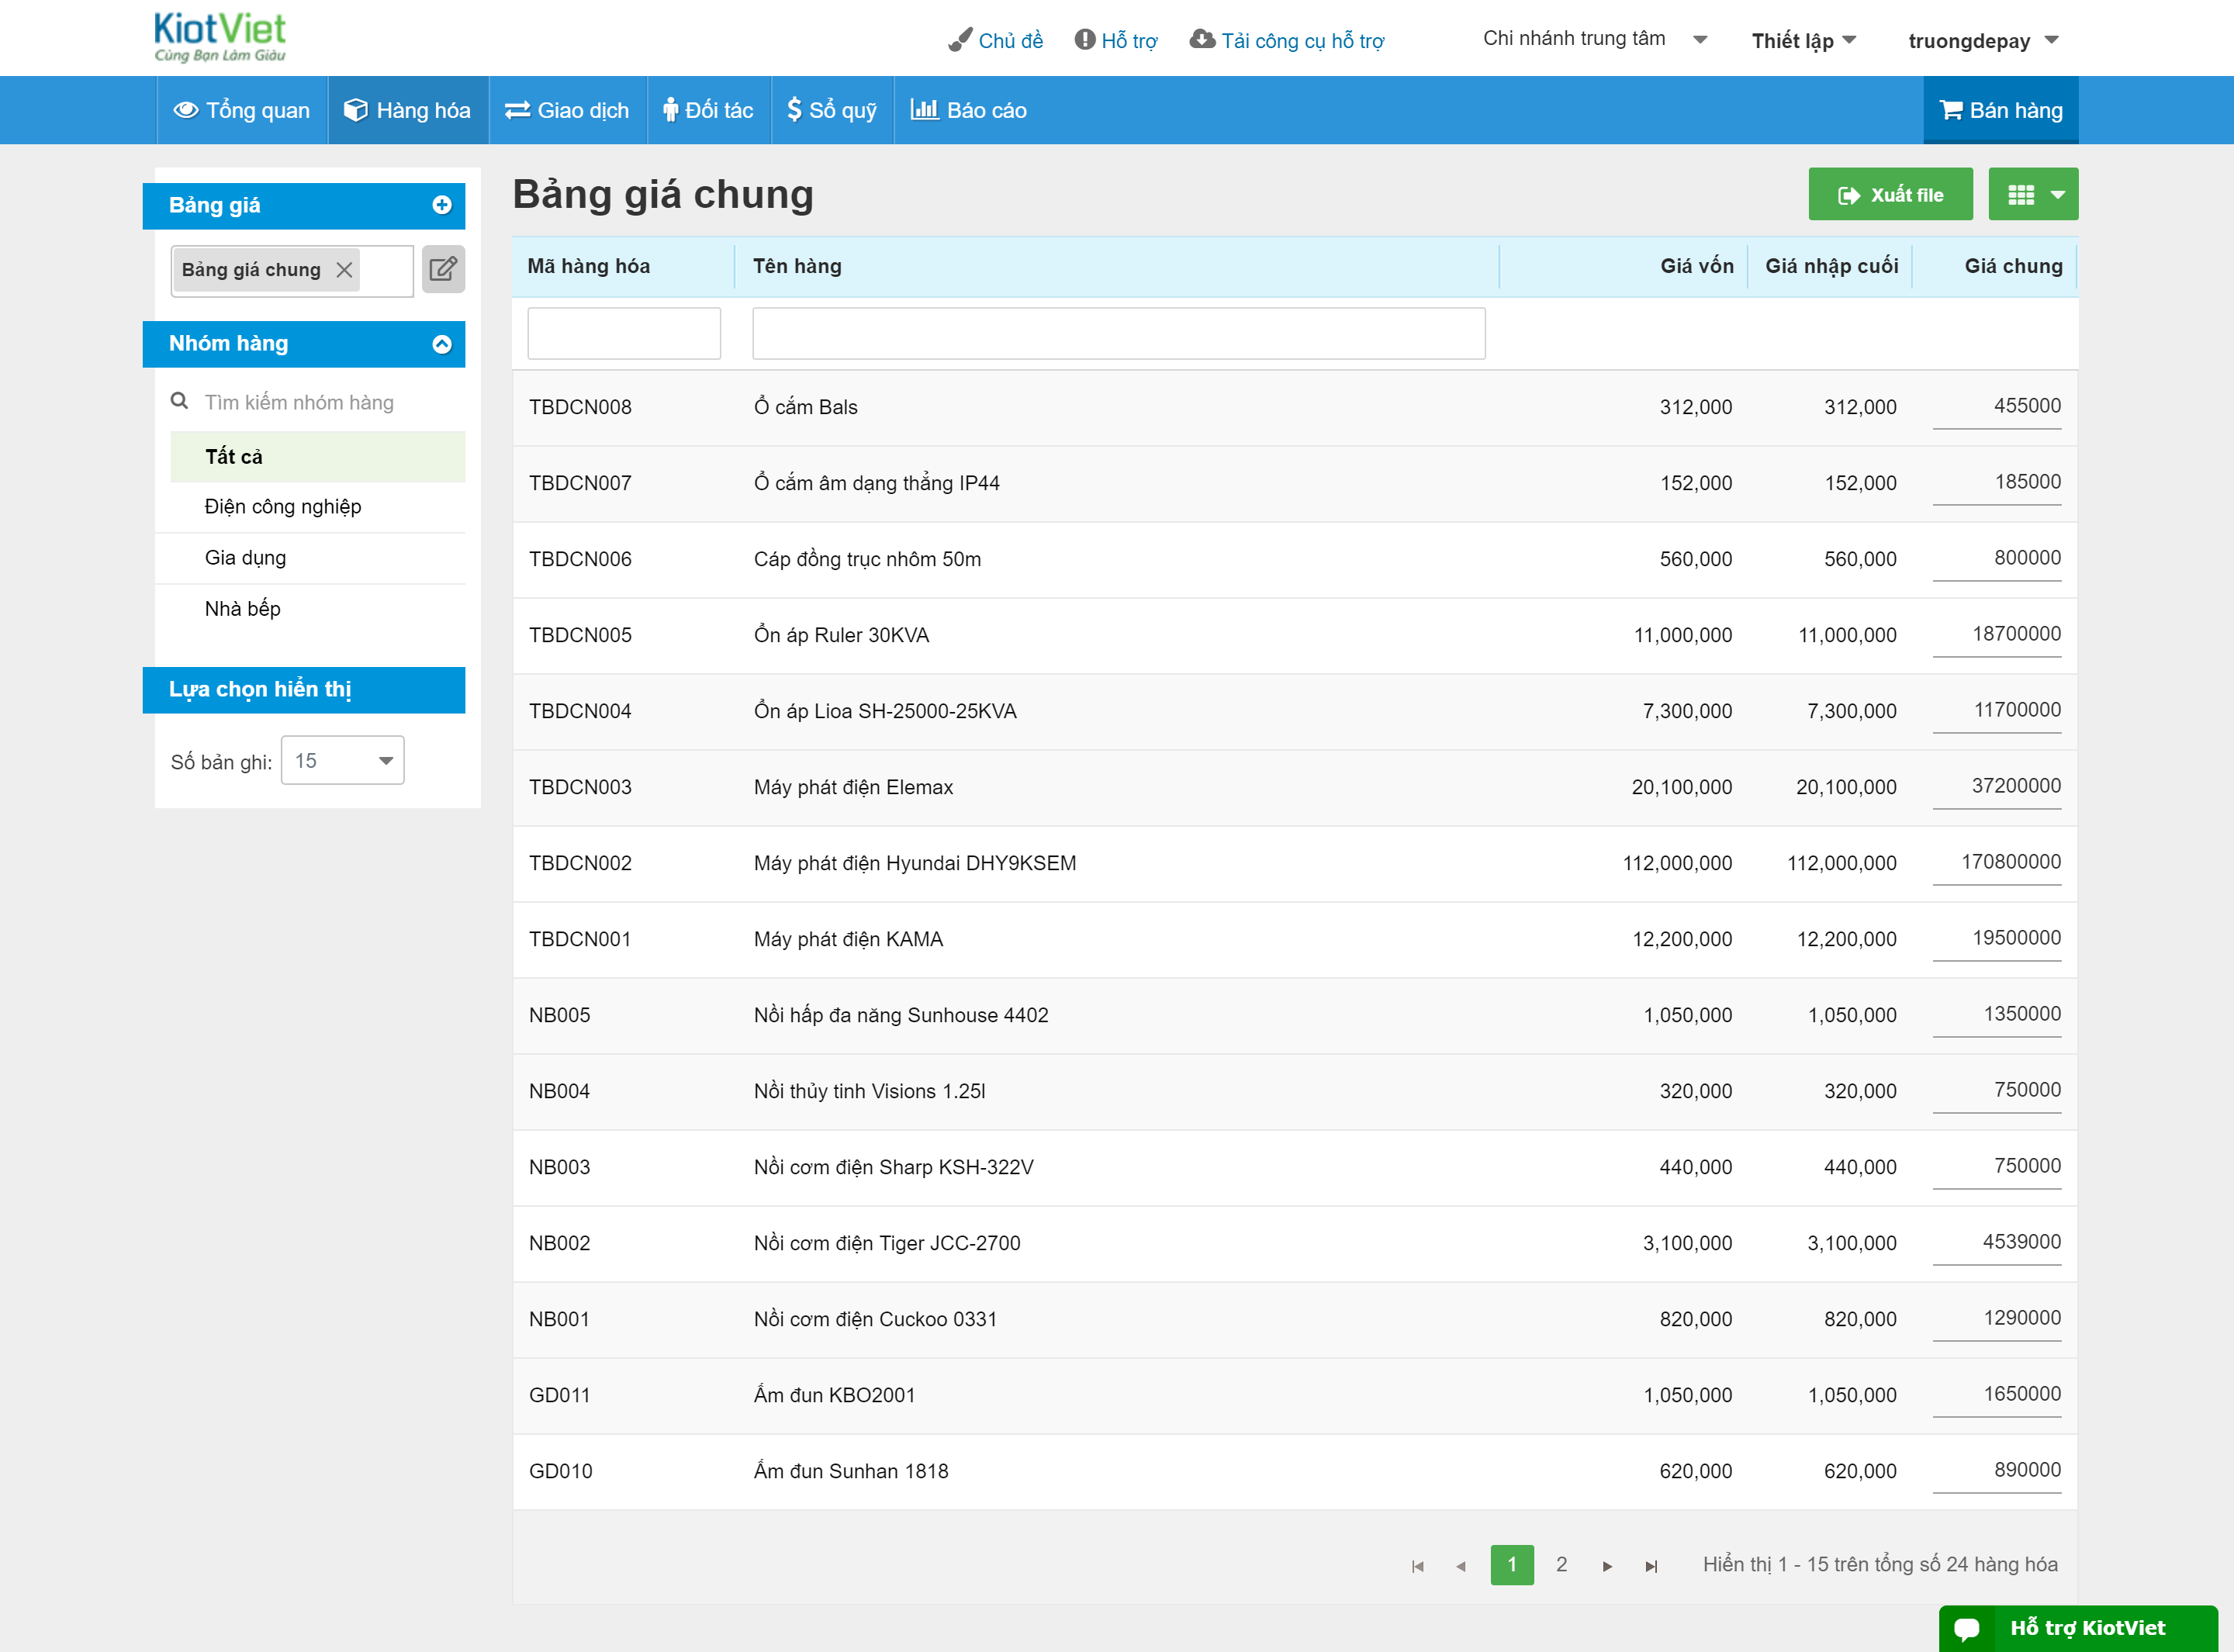 KiotViet
Cùng Bạn Làm Giàu
Chủ đề Hỗ trợ Tải công cụ hỗ trợ Chi nhánh trung tâm Thiết lập truongdepay
Tổng quan Hàng hóa Giao dịch Đối tác Sổ quỹ Báo cáo Bán hàng
Bảng giá
Bảng giá chung
Nhóm hàng
Tìm kiếm nhóm hàng
Tất cả
Điện công nghiệp
Gia dụng
Nhà bếp
Lựa chọn hiển thị
Số bản ghi: 15
Bảng giá chung
Xuất file
Mã hàng hóa Tên hàng Giá vốn Giá nhập cuối Giá chung
TBDCN008 Ổ cắm Bals 312,000 312,000 455000
TBDCN007 Ổ cắm âm dạng thẳng IP44 152,000 152,000 185000
TBDCN006 Cáp đồng trục nhôm 50m 560,000 560,000 800000
TBDCN005 Ổn áp Ruler 30KVA 11,000,000 11,000,000 18700000
TBDCN004 Ổn áp Lioa SH-25000-25KVA 7,300,000 7,300,000 11700000
TBDCN003 Máy phát điện Elemax 20,100,000 20,100,000 37200000
TBDCN002 Máy phát điện Hyundai DHY9KSEM 112,000,000 112,000,000 170800000
TBDCN001 Máy phát điện KAMA 12,200,000 12,200,000 19500000
NB005 Nồi hấp đa năng Sunhouse 4402 1,050,000 1,050,000 1350000
NB004 Nồi thủy tinh Visions 1.25l 320,000 320,000 750000
NB003 Nồi cơm điện Sharp KSH-322V 440,000 440,000 750000
NB002 Nồi cơm điện Tiger JCC-2700 3,100,000 3,100,000 4539000
NB001 Nồi cơm điện Cuckoo 0331 820,000 820,000 1290000
GD011 Ấm đun KBO2001 1,050,000 1,050,000 1650000
GD010 Ấm đun Sunhan 1818 620,000 620,000 890000
1 2 Hiển thị 1 - 15 trên tổng số 24 hàng hóa
Hỗ trợ KiotViet